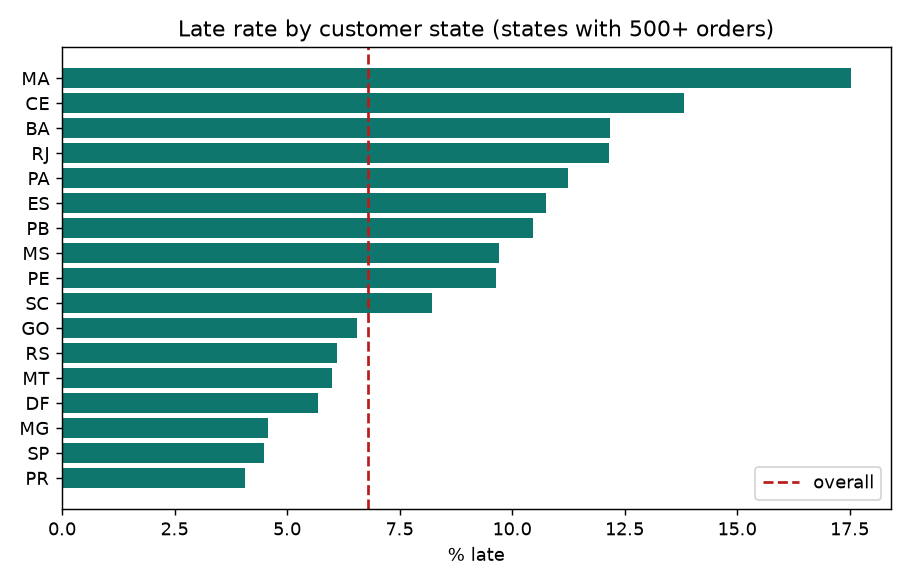 Late rate by customer state (states with 500+ orders)
MA
CE
BA
RJ
PA
ES
PB
MS
PE
SC
GO
RS
MT
DF
MG
SP
PR
overall
0.0 2.5 5.0 7.5 10.0 12.5 15.0 17.5
% late